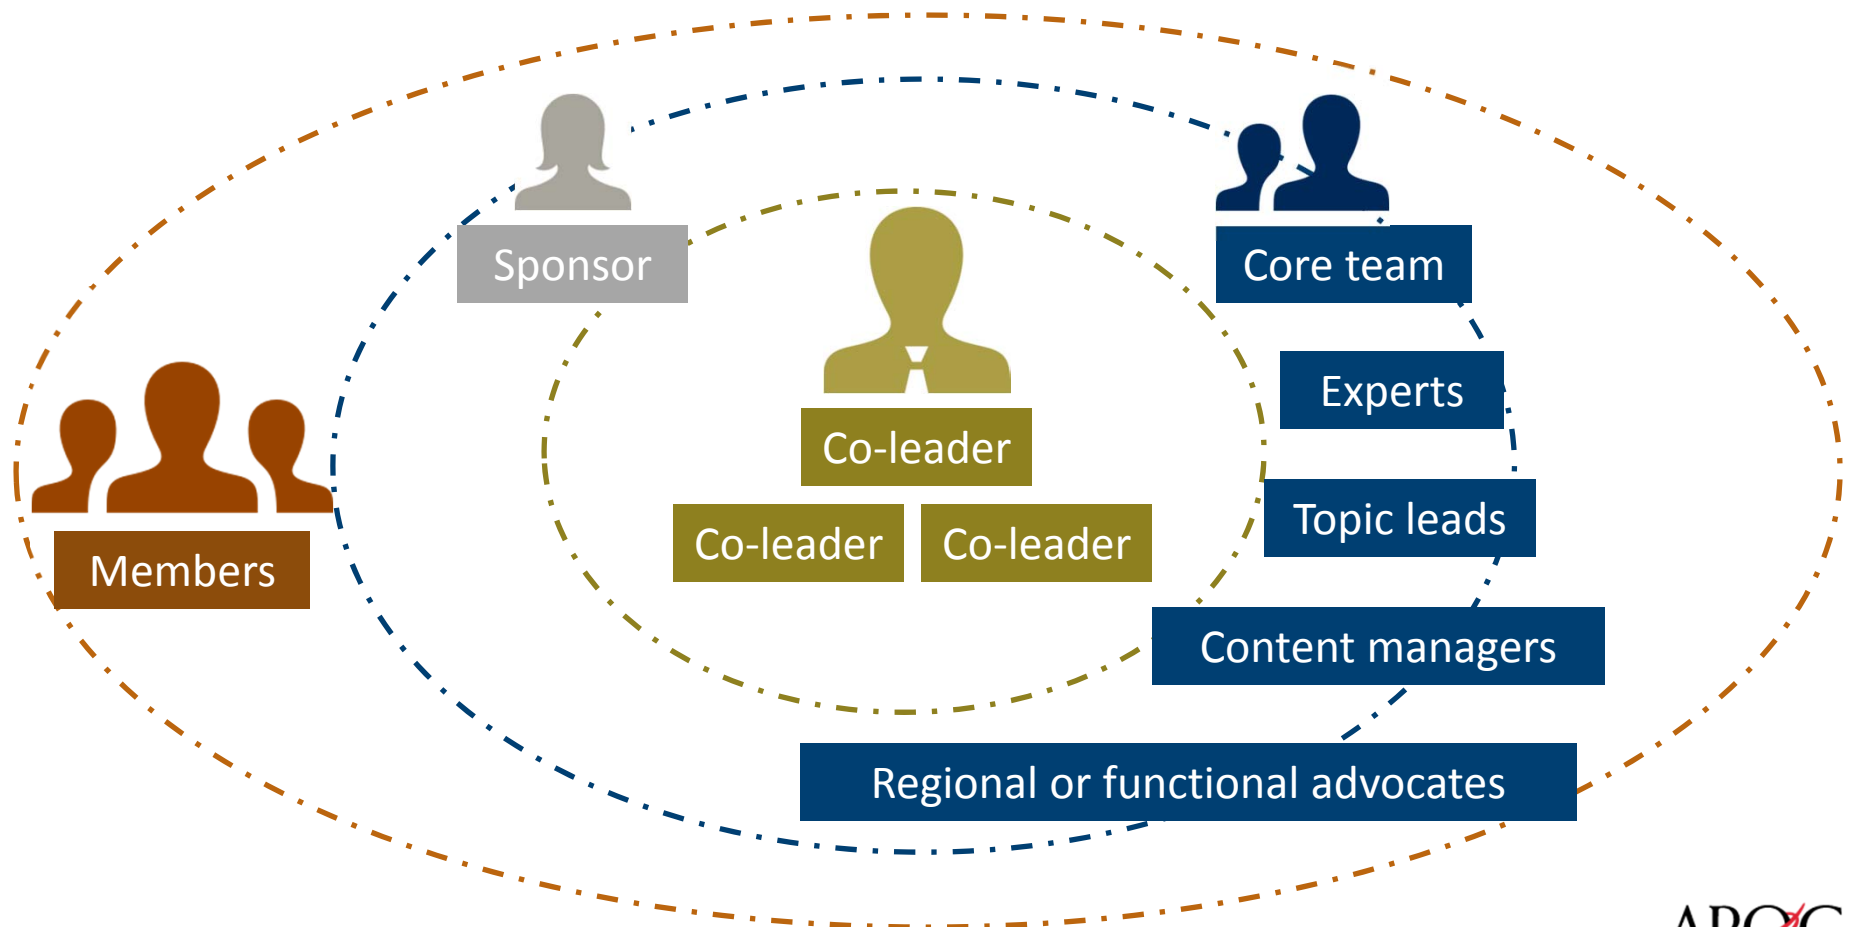 Sponsor
Core team
Experts
Co-leader
Topic leads
Co-leader
Co-leader
Members
Content managers
Regional or functional advocates
APQC